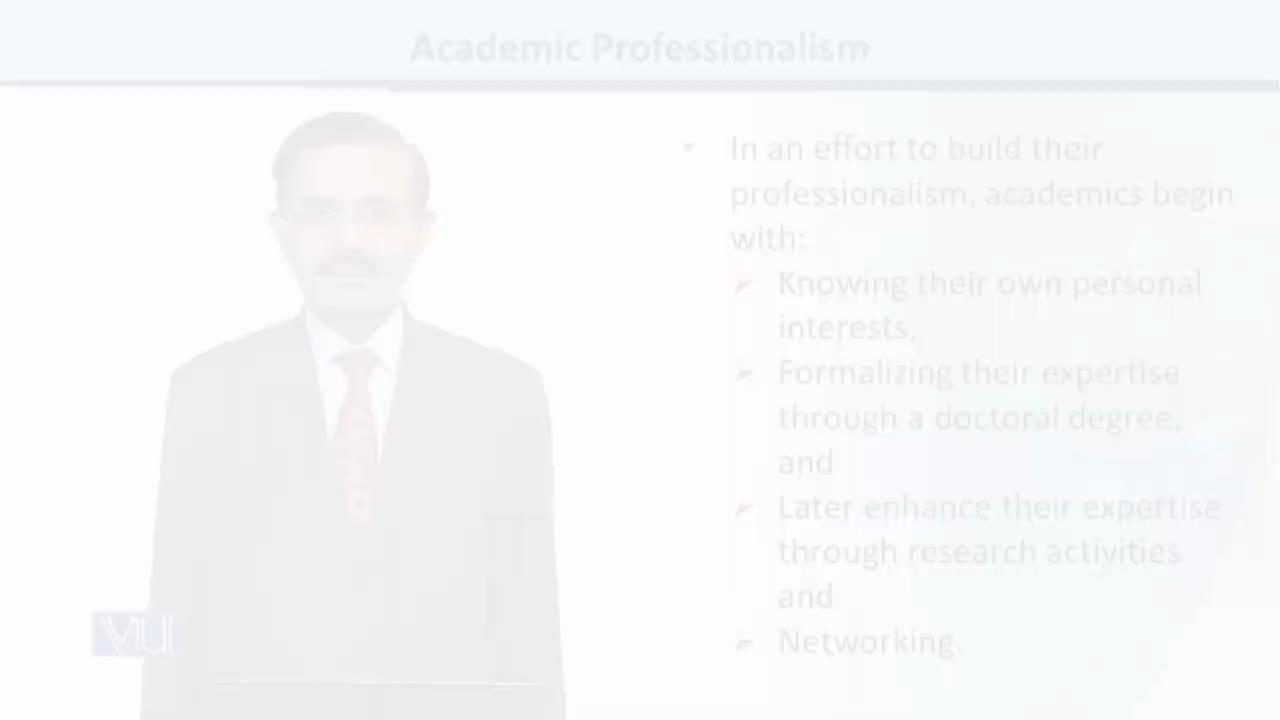 Academic Professionalism
• In an effort to build their
professionalism, academics begin
with:
➢ Knowing their own personal
interests,
➢ Formalizing their expertise
through a doctoral degree,
and
➢ Later enhance their expertise
through research activities
and
➢ Networking.
VU